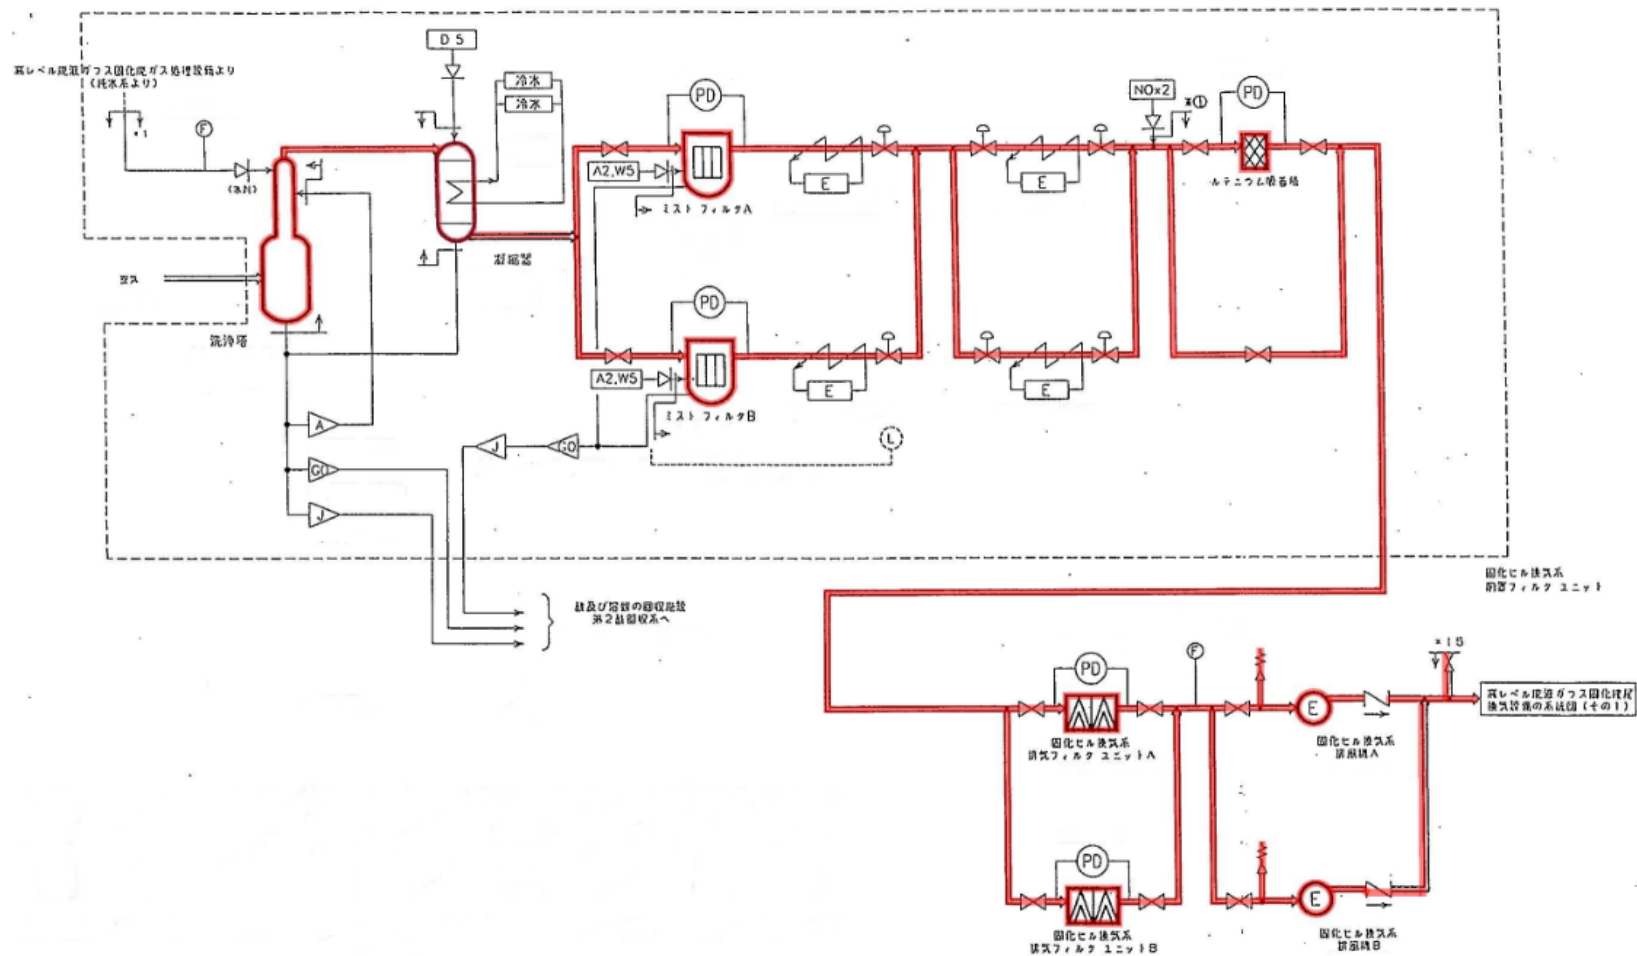 D 5
高レベル廃液ガラス固化廃ガス処理設備より
(純水系より)
冷水
冷水
PD
NOx2
※①
PD
F
×1
A2,W5
(洗浄)
E
E
ルテニウム吸着塔
ミスト フィルタA
凝縮器
空気
PD
洗浄塔
A2,W5
E
E
ミスト フィルタB
A
L
J
GO
GO
J
固化セル換気系
前置フィルタ ユニット
酸及び溶媒の回収施設
第2酸回収系へ
×15
F
PD
高レベル廃液ガラス固化建屋
換気設備の系統図(その1)
E
固化セル換気系
排気フィルタ ユニットA
固化セル換気系
排風機A
PD
E
固化セル換気系
排気フィルタ ユニットB
固化セル換気系
排風機B